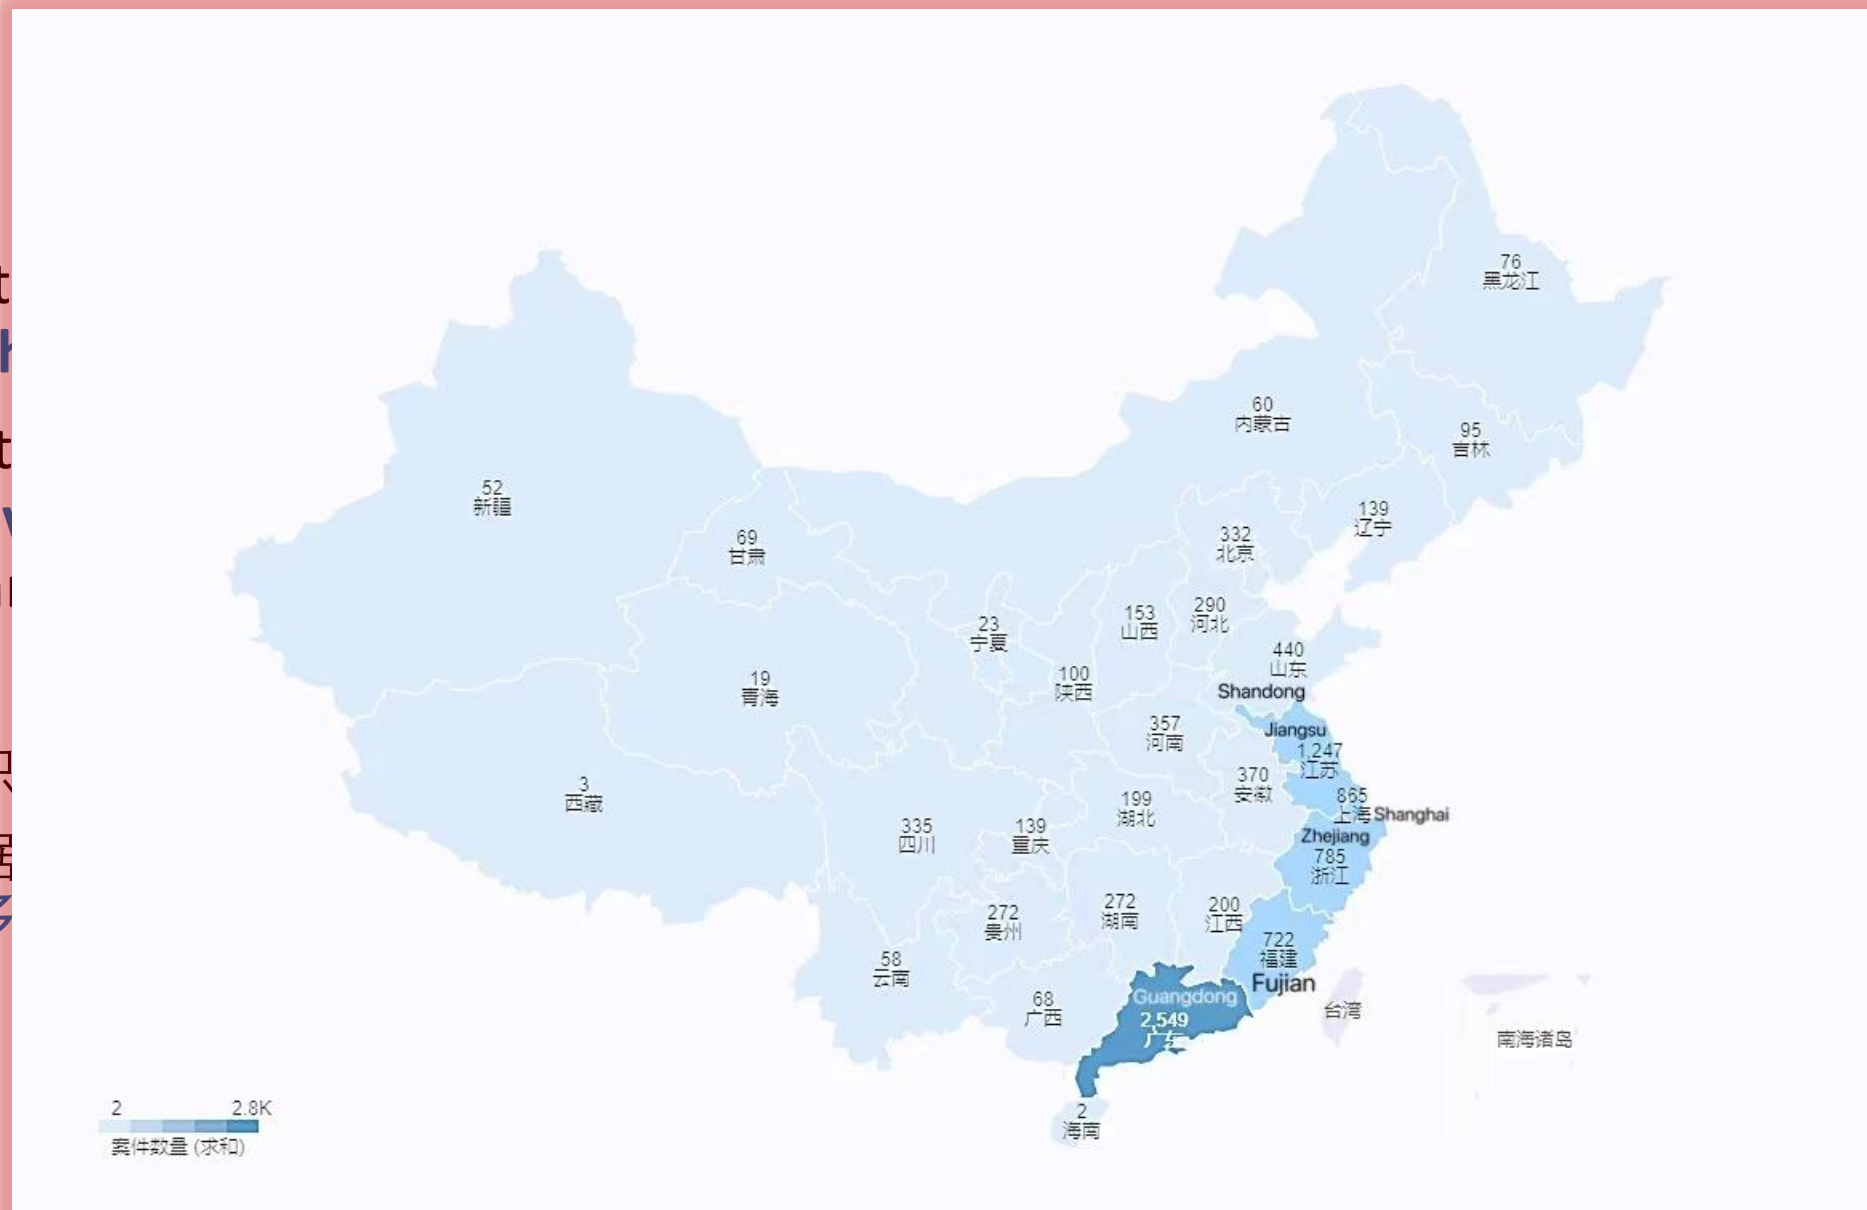 76
黑龙江
60
内蒙古
95
吉林
52
新疆
139
辽宁
69
甘肃
332
北京
290
河北
153
山西
23
宁夏
440
山东
Shandong
100
陕西
19
青海
357
河南
Jiangsu
1,247
江苏
370
安徽
3
西藏
199
湖北
865
上海 Shanghai
335
四川
139
重庆
Zhejiang
785
浙江
272
贵州
272
湖南
200
江西
722
福建
Fujian
58
云南
68
广西
Guangdong
2,549
广东
台湾
南海诸岛
2
海南
2 2.8K
案件数量 (求和)